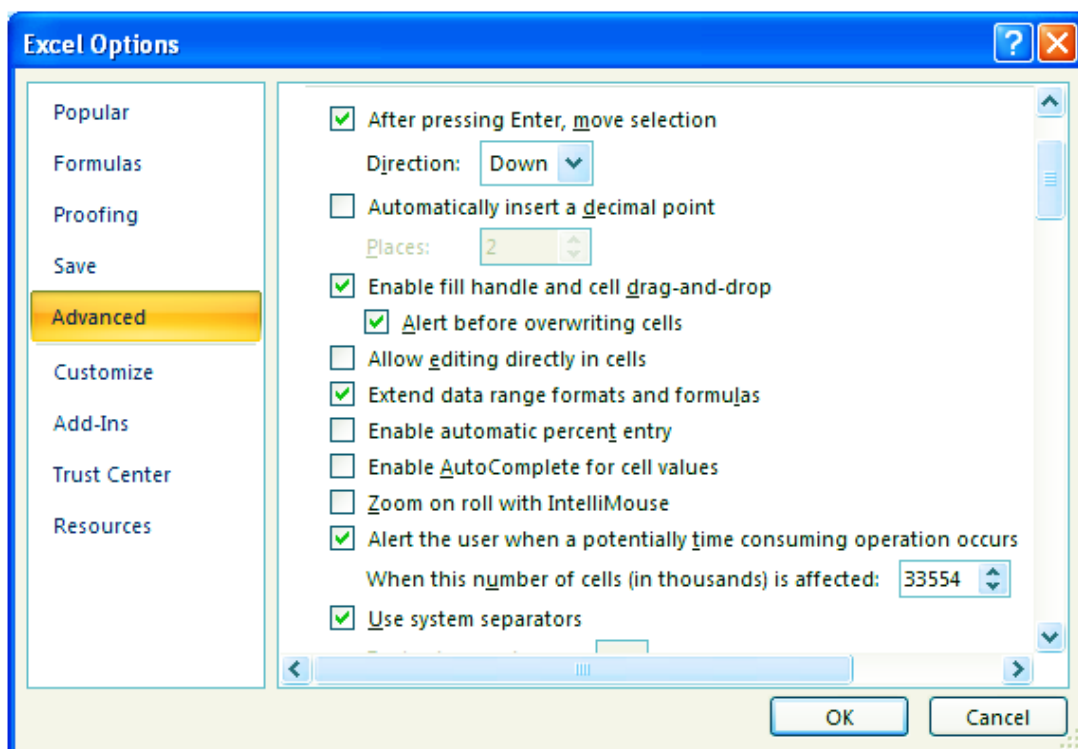 Excel Options
Popular
Formulas
Proofing
Save
Advanced
Customize
Add-Ins
Trust Center
Resources
After pressing Enter, move selection
Direction: Down
Automatically insert a decimal point
Places: 2
Enable fill handle and cell drag-and-drop
Alert before overwriting cells
Allow editing directly in cells
Extend data range formats and formulas
Enable automatic percent entry
Enable AutoComplete for cell values
Zoom on roll with IntelliMouse
Alert the user when a potentially time consuming operation occurs
When this number of cells (in thousands) is affected: 33554
Use system separators
OK Cancel